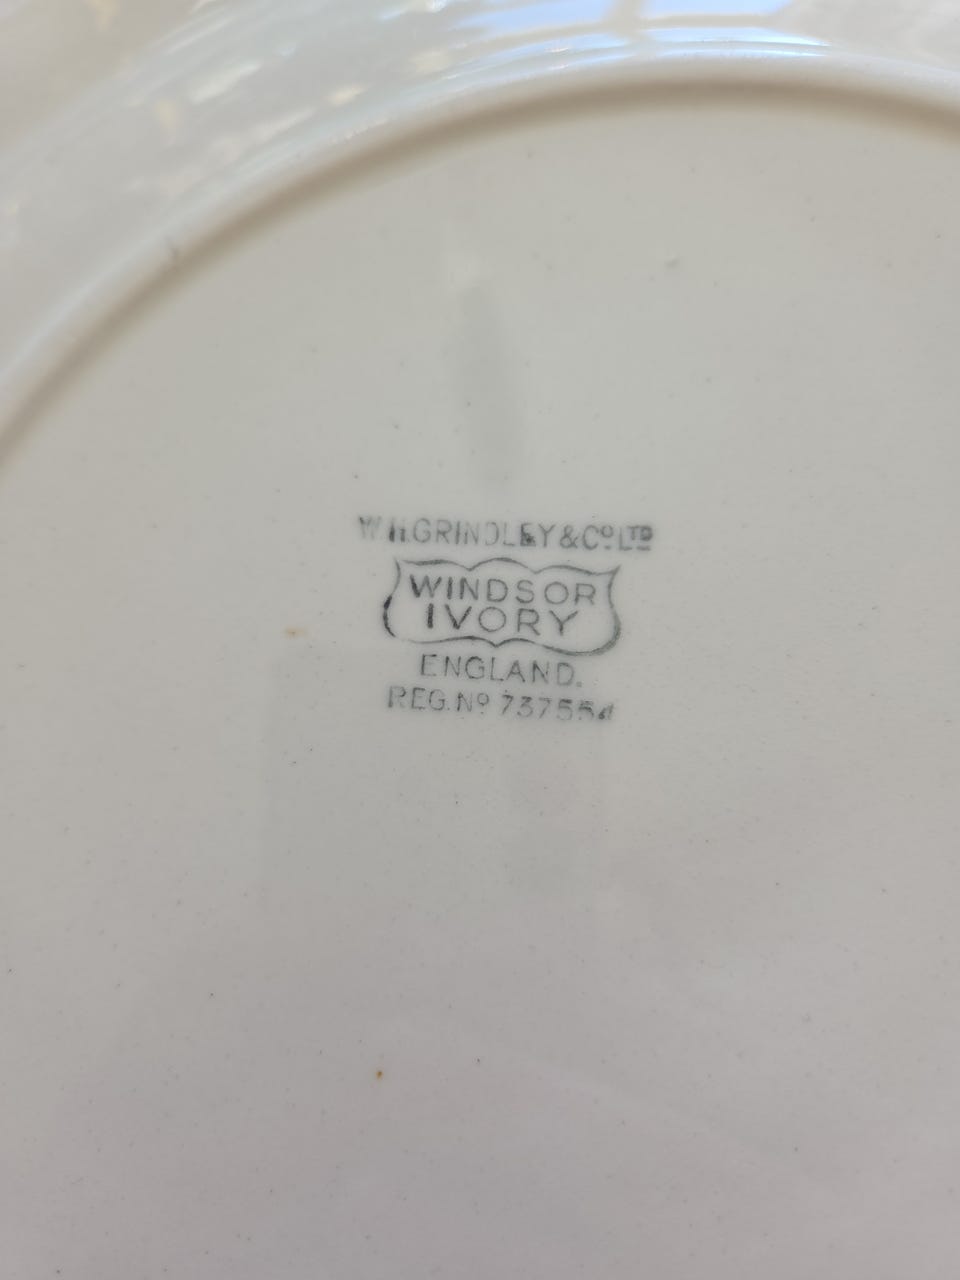 W.H.GRINDLEY & Cº LTD
WINDSOR
IVORY
ENGLAND.
REG. Nº 737554